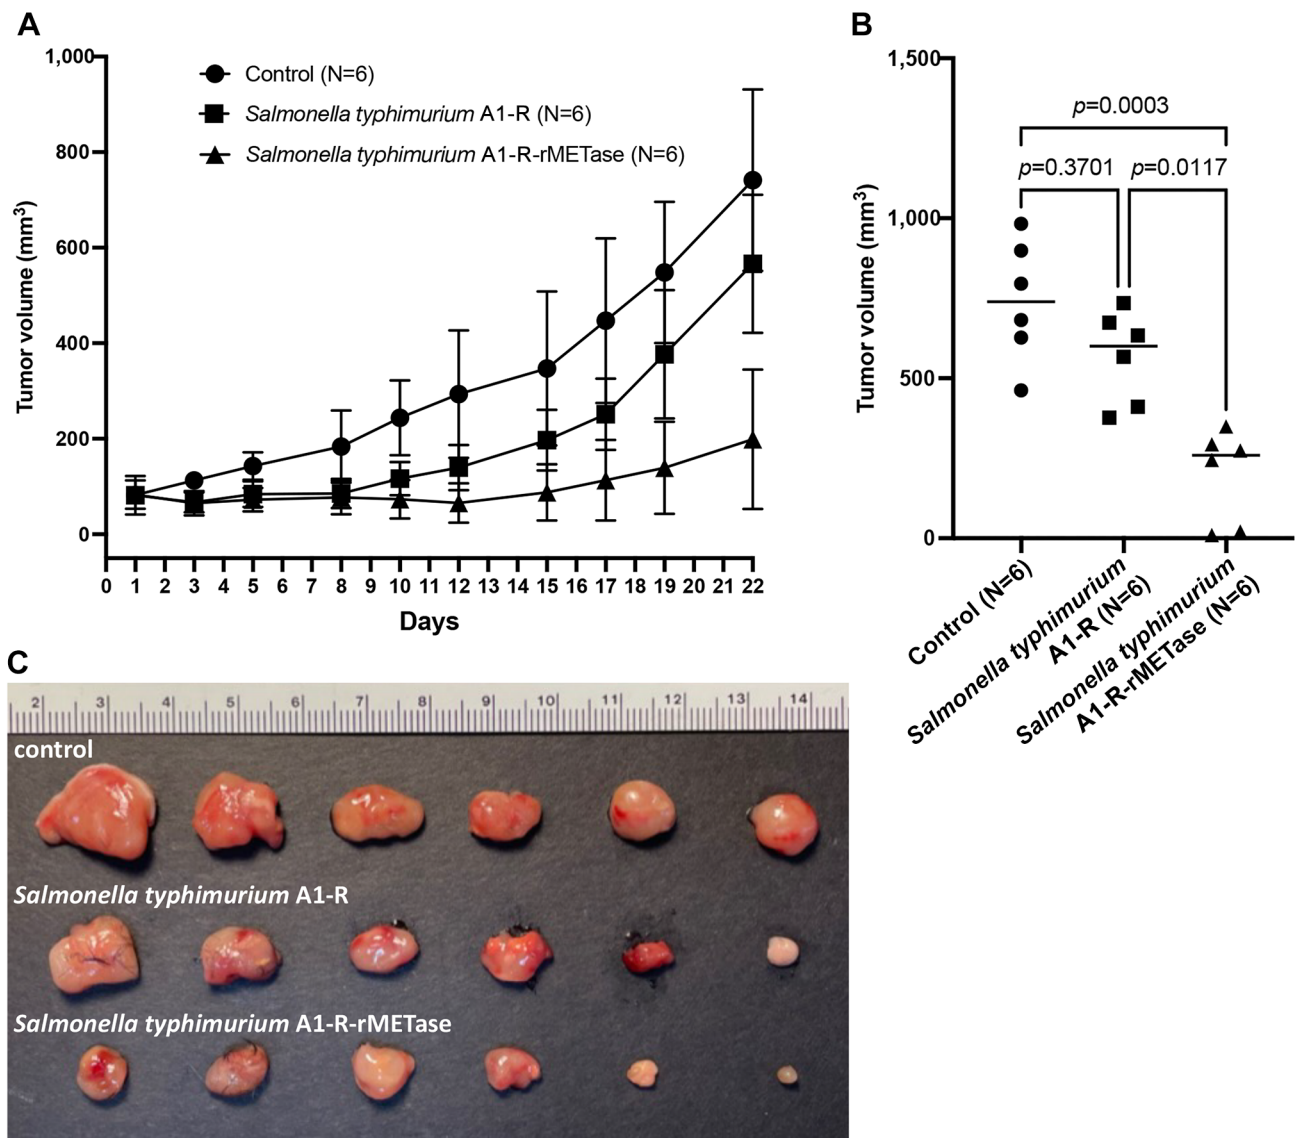 A
1,000
800
600
400
200
0
Tumor volume (mm³)
Control (N=6)
Salmonella typhimurium A1-R (N=6)
Salmonella typhimurium A1-R-rMETase (N=6)
0 1 2 3 4 5 6 7 8 9 10 11 12 13 14 15 16 17 18 19 20 21 22
Days
B
1,500
1,000
500
0
Tumor volume (mm³)
p=0.0003
p=0.3701 p=0.0117
Control (N=6)
Salmonella typhimurium
A1-R (N=6)
Salmonella typhimurium
A1-R-rMETase (N=6)
C
2 3 4 5 6 7 8 9 10 11 12 13 14
control
Salmonella typhimurium A1-R
Salmonella typhimurium A1-R-rMETase